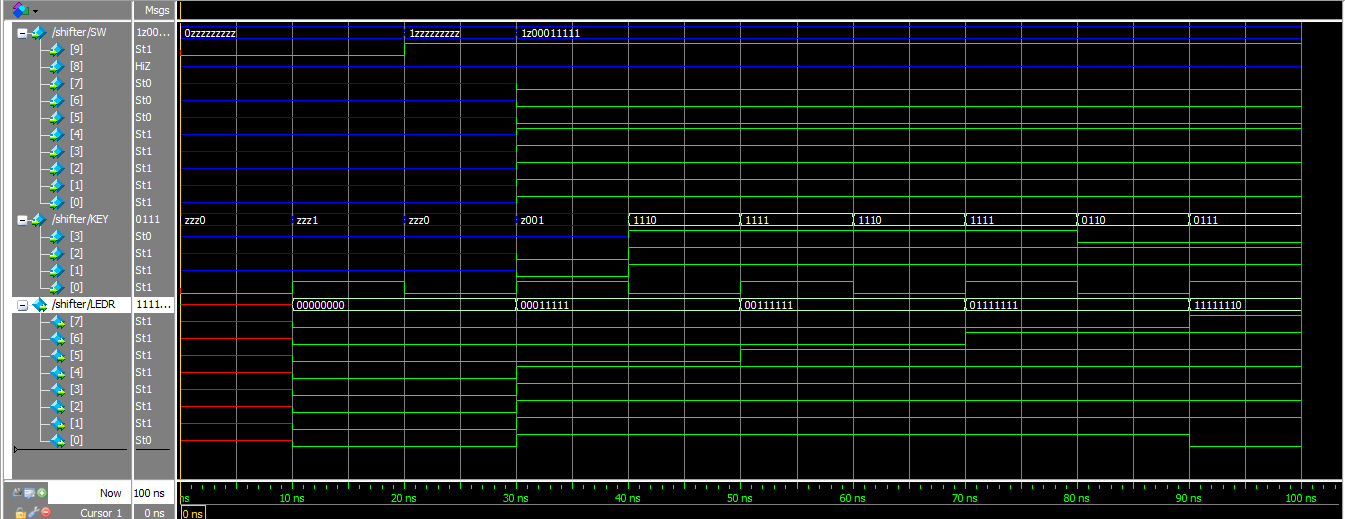 Msgs
/shifter/SW 1z00... 0zzzzzzzzz 1zzzzzzzzz 1z00011111
[9] St1
[8] HiZ
[7] St0
[6] St0
[5] St0
[4] St1
[3] St1
[2] St1
[1] St1
[0] St1
/shifter/KEY 0111 zzz0 zzz1 zzz0 z001 1110 1111 1110 1111 0110 0111
[3] St0
[2] St1
[1] St1
[0] St1
/shifter/LEDR 1111... 00000000 00011111 00111111 01111111 11111110
[7] St1
[6] St1
[5] St1
[4] St1
[3] St1
[2] St1
[1] St1
[0] St0
Now 100 ns ns 10 ns 20 ns 30 ns 40 ns 50 ns 60 ns 70 ns 80 ns 90 ns 100 ns
Cursor 1 0 ns 0 ns